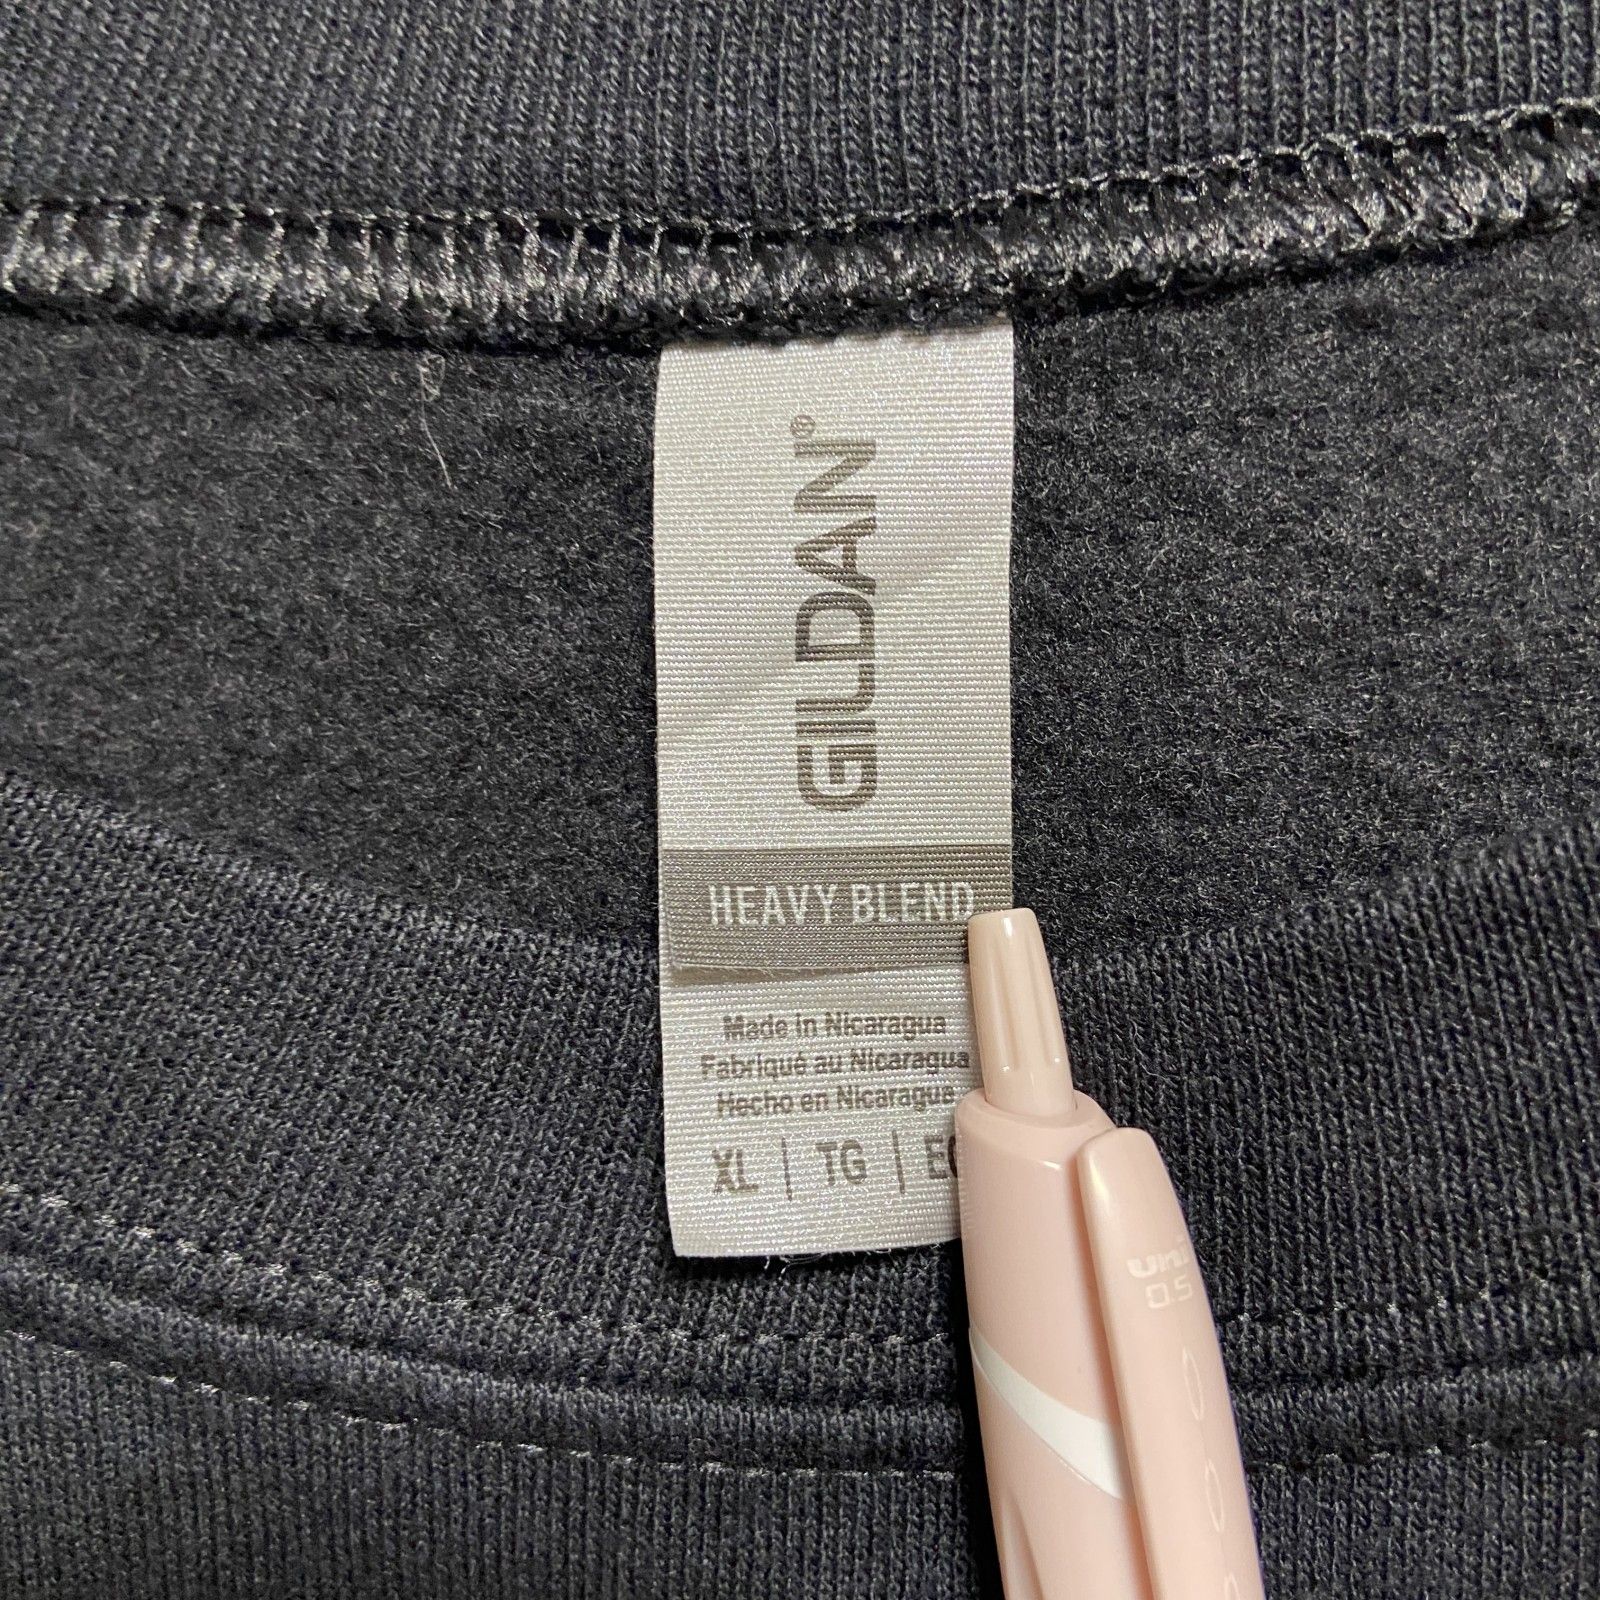 GILDAN®
HEAVY BLEND
Made in Nicaragua
Fabriqué au Nicaragua
Hecho en Nicaragua
XL | TG |
uni
0.5